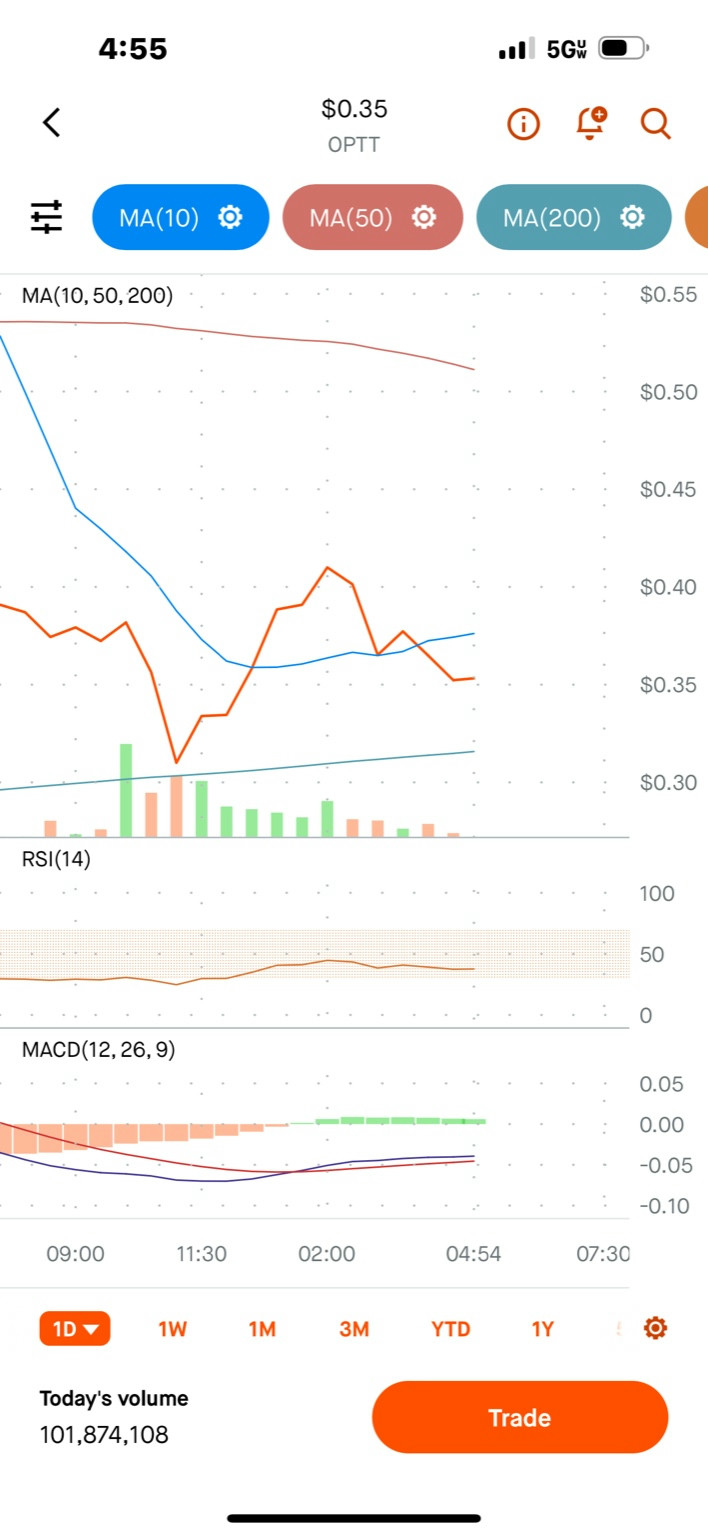 4:55 5GUW
$0.35
OPTT
MA(10) MA(50) MA(200)
MA(10,50,200)
$0.55
$0.50
$0.45
$0.40
$0.35
$0.30
RSI(14)
100
50
0
MACD(12,26,9)
0.05
0.00
-0.05
-0.10
09:00 11:30 02:00 04:54 07:30
1D 1W 1M 3M YTD 1Y
Today's volume
101,874,108
Trade